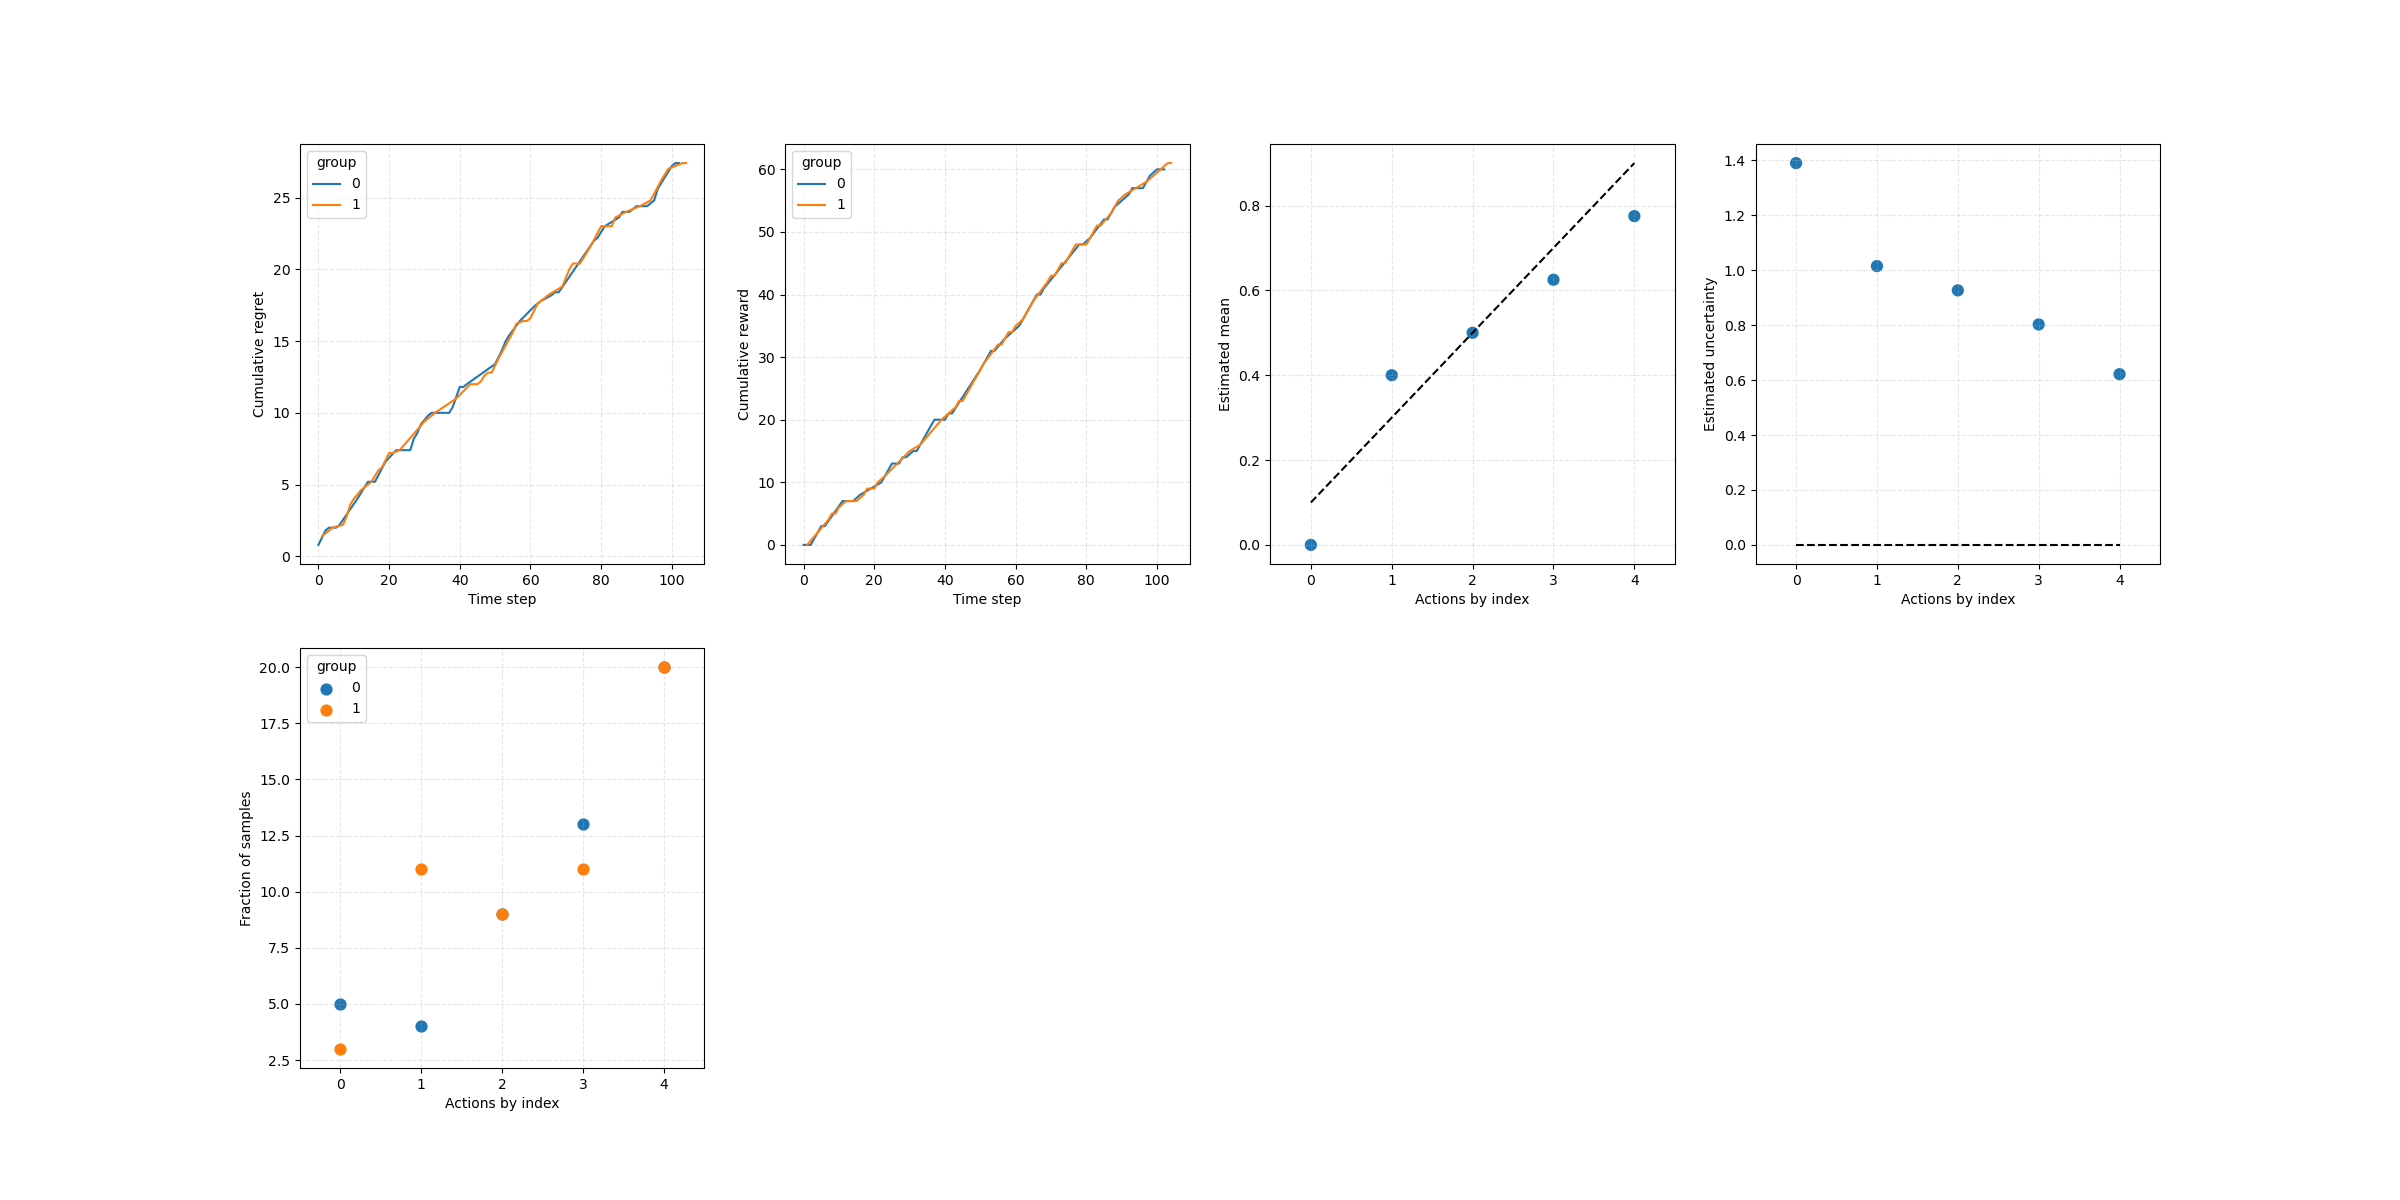 group
0
1
25
20
15
10
5
0
Cumulative regret
0 20 40 60 80 100
Time step
group
0
1
60
50
40
30
20
10
0
Cumulative reward
0 20 40 60 80 100
Time step
0.8
0.6
0.4
0.2
0.0
Estimated mean
0 1 2 3 4
Actions by index
1.4
1.2
1.0
0.8
0.6
0.4
0.2
0.0
Estimated uncertainty
0 1 2 3 4
Actions by index
group
0
1
20.0
17.5
15.0
12.5
10.0
7.5
5.0
2.5
Fraction of samples
0 1 2 3 4
Actions by index